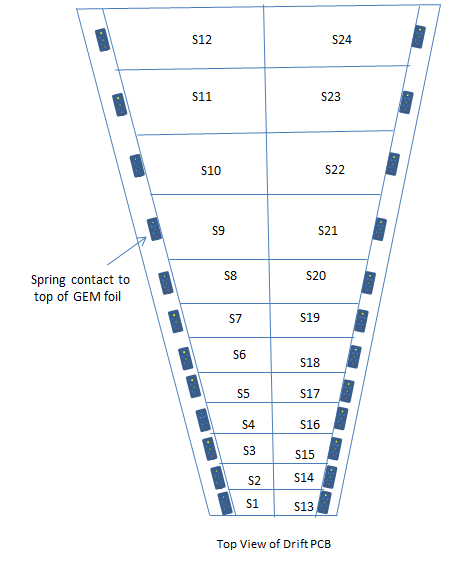 S12 S24
S11 S23
S10 S22
S9 S21
S8 S20
Spring contact to
top of GEM foil
S7 S19
S6 S18
S5 S17
S4 S16
S3 S15
S2 S14
S1 S13
Top View of Drift PCB